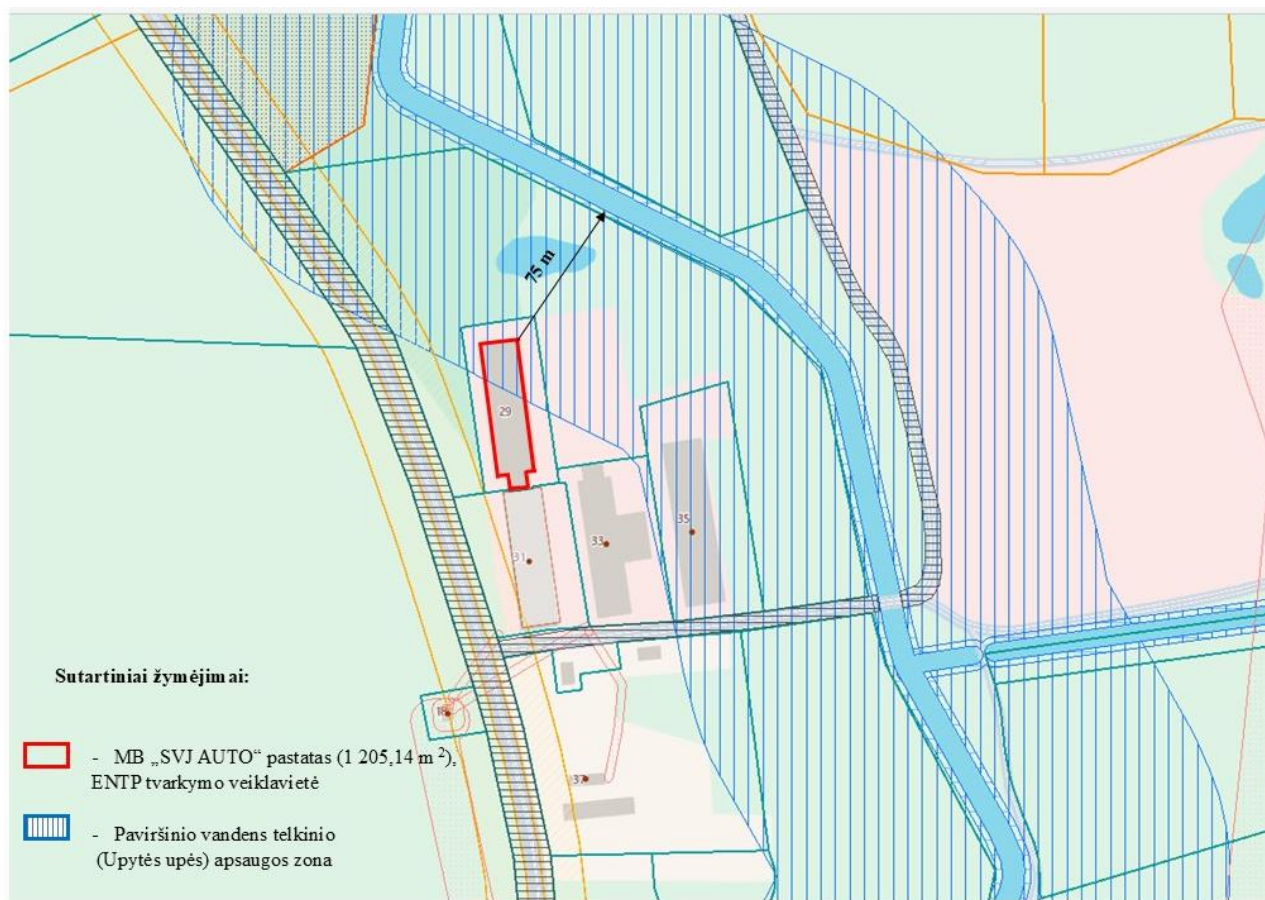 75 m
29
31
33
35
18
37
Sutartiniai žymėjimai:
- MB „SVJ AUTO“ pastatas (1 205,14 m ²),
ENTP tvarkymo veiklavietė
- Paviršinio vandens telkinio
(Upytės upės) apsaugos zona